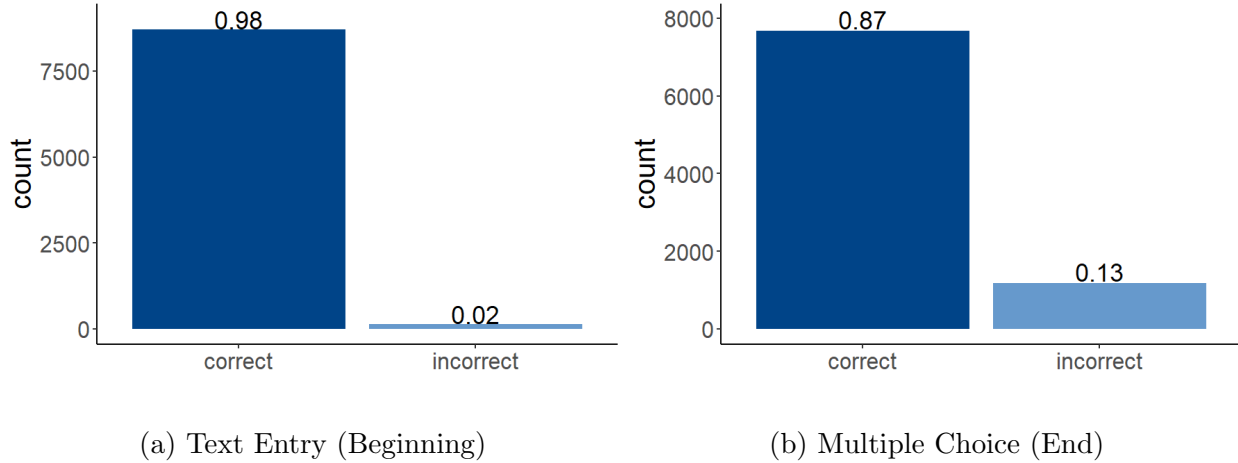 0.98
7500
5000
2500
0
count
0.02
correct
incorrect
(a) Text Entry (Beginning)
8000
6000
4000
2000
0
count
0.87
0.13
correct
incorrect
(b) Multiple Choice (End)